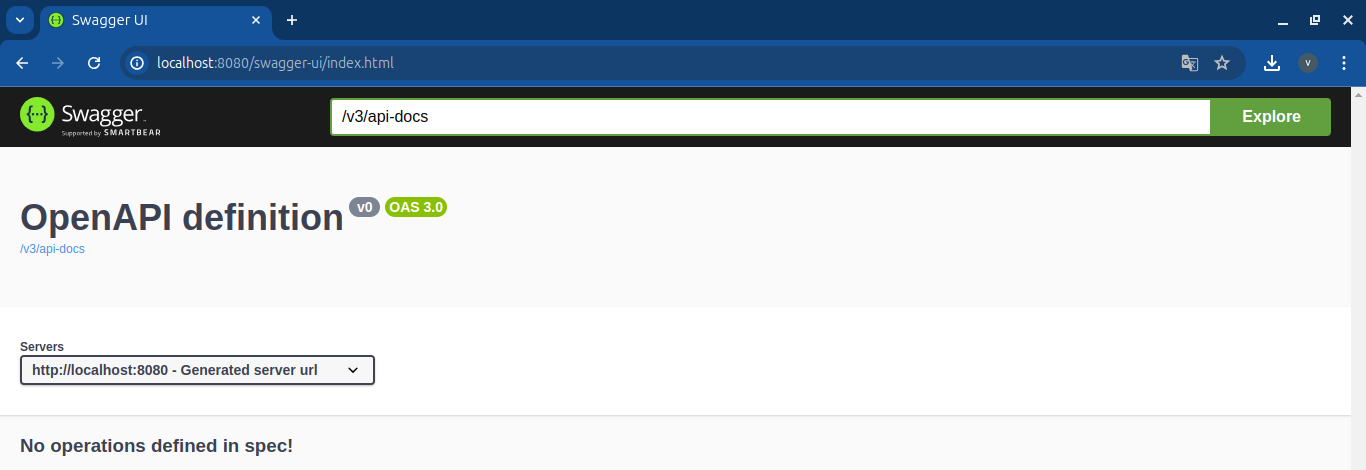 Swagger UI
localhost:8080/swagger-ui/index.html
V
Swagger
Supported by SMARTBEAR
/v3/api-docs
Explore
OpenAPI definition v0 OAS 3.0
/v3/api-docs
Servers
http://localhost:8080 - Generated server url
No operations defined in spec!